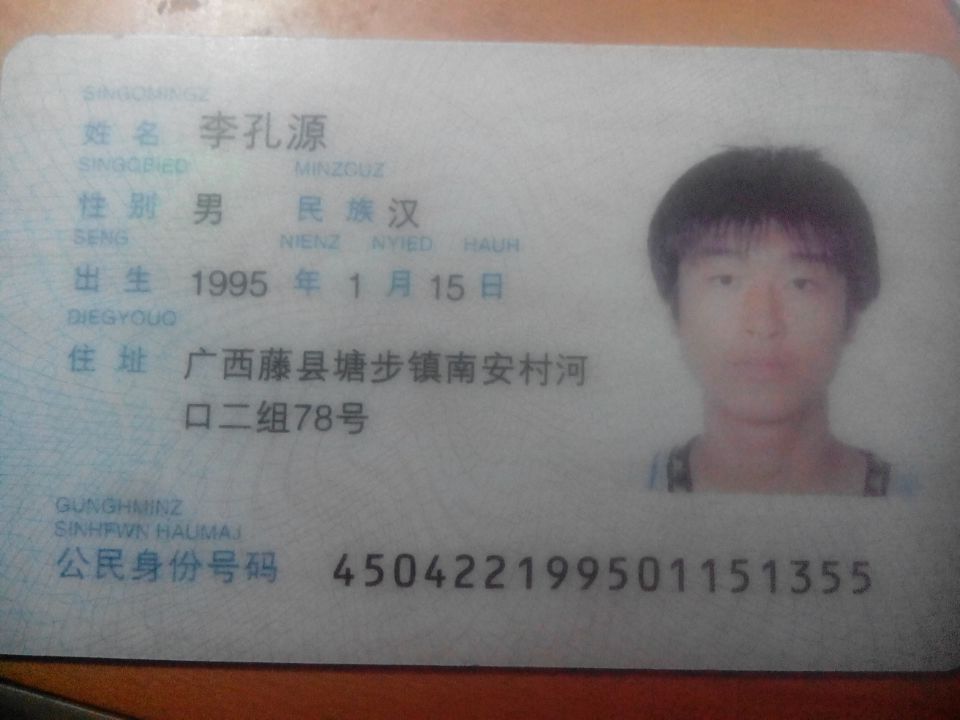 SINGQMINGZ
姓名 李孔源
SINGQBIED MINZCUZ
性别 男 民族 汉
SENG NIENZ NYIED HAUH
出生 1995 年 1 月 15 日
DIEGYOUQ
住址 广西藤县塘步镇南安村河
口二组78号
GUNGHMINZ
SINHFWN HAUMAJ
公民身份号码 450422199501151355